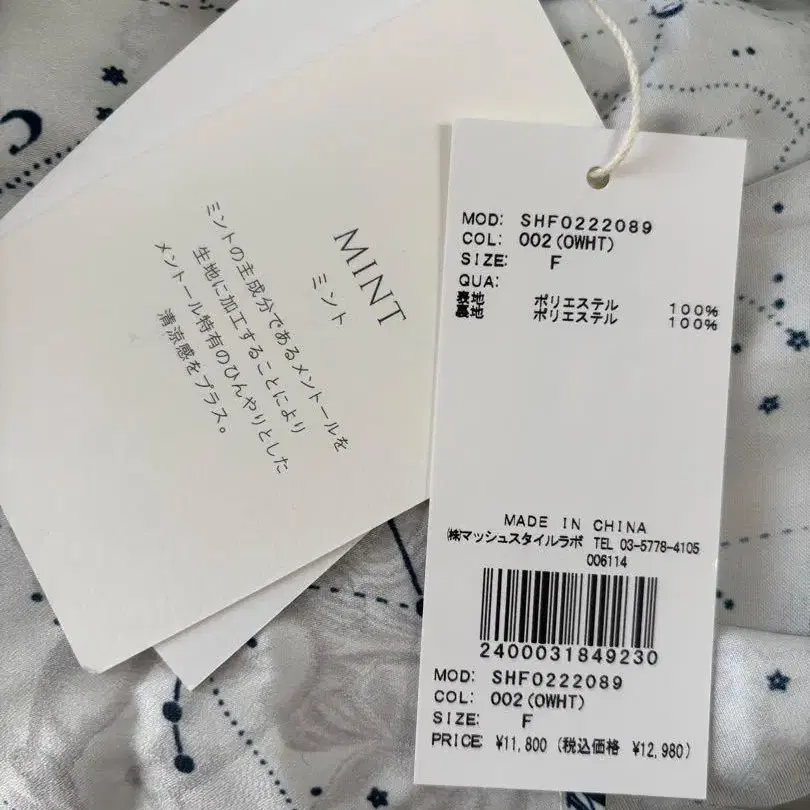 MINT
ミント
ミントの主成分であるメントールを
生地に加工することにより
メントール特有のひんやりとした
清涼感をプラス。
MOD: SHF0222089
COL: 002(OWHT)
SIZE: F
QUA:
表地 ポリエステル 100%
裏地 ポリエステル 100%
MADE IN CHINA
㈱マッシュスタイルラボ TEL 03-5778-4105
006114
2400031849230
MOD: SHF0222089
COL: 002(OWHT)
SIZE: F
PRICE: ¥11,800 (税込価格 ¥12,980)